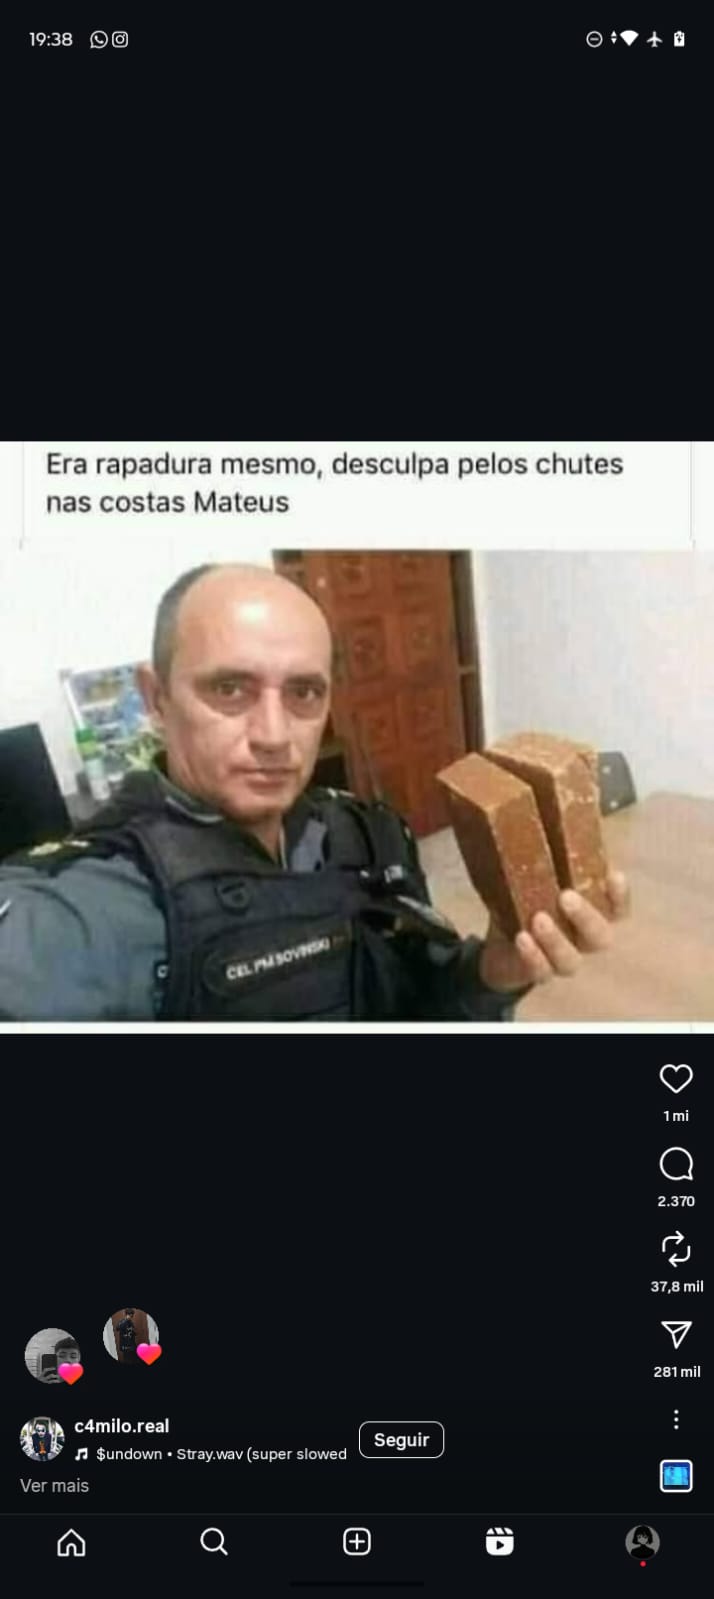 19:38
Era rapadura mesmo, desculpa pelos chutes
nas costas Mateus
CEL PM SOVINSKI
1 mi
2.370
37,8 mil
281 mil
c4milo.real
$undown • Stray.wav (super slowed
Seguir
Ver mais